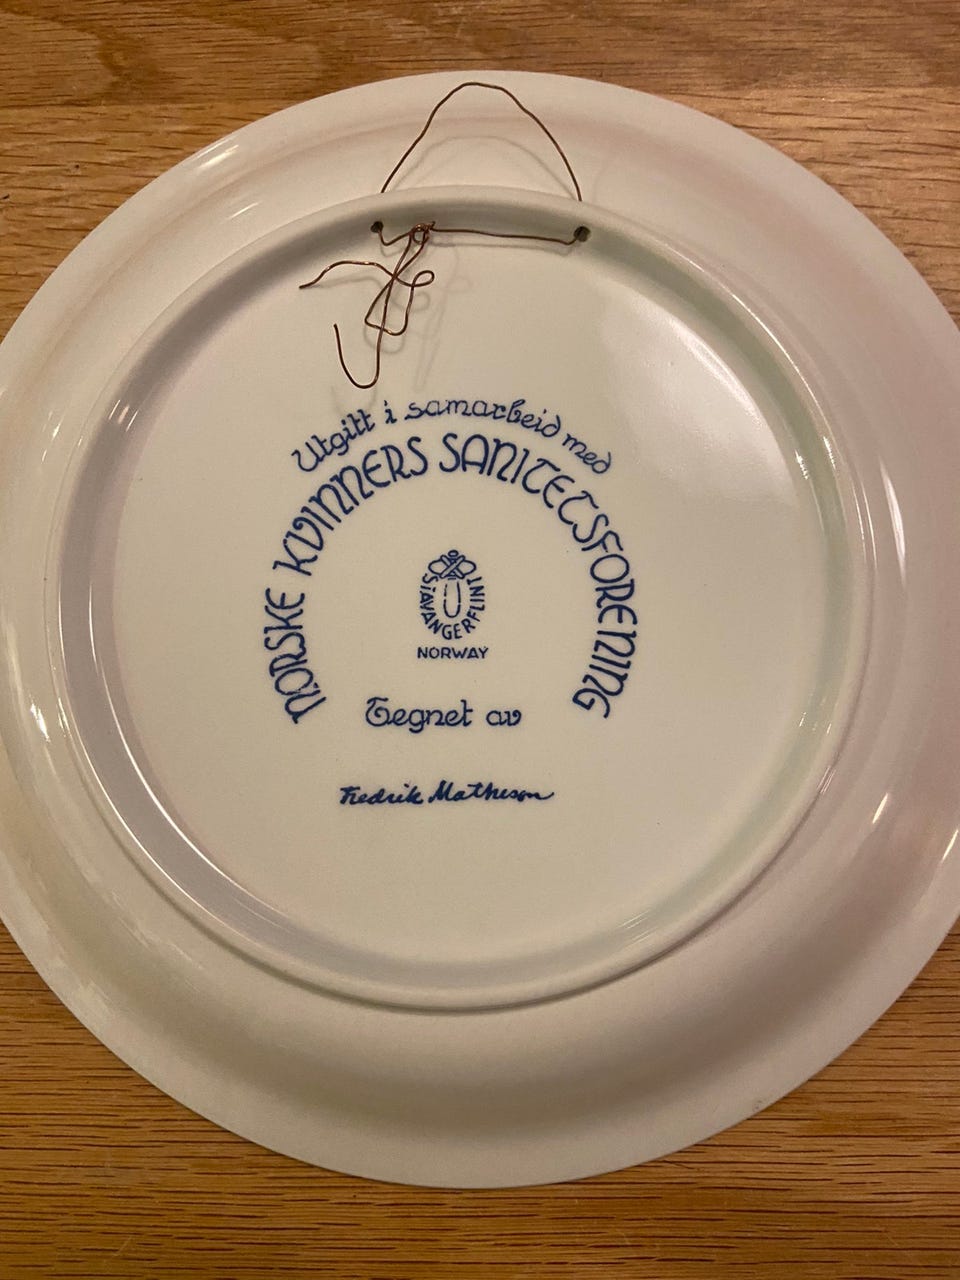 Utgitt i samarbeid med
NORSKE KVINNERS SANITETSFORENING
STAVANGERFLINT
NORWAY
Tegnet av
Fredrik Matheson